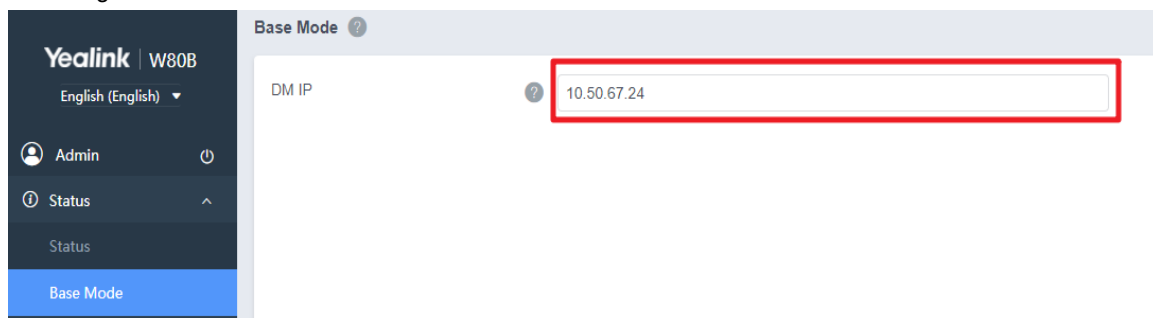 Base Mode ?
Yealink | W80B
English (English)
DM IP ? 10.50.67.24
Admin
Status
Status
Base Mode